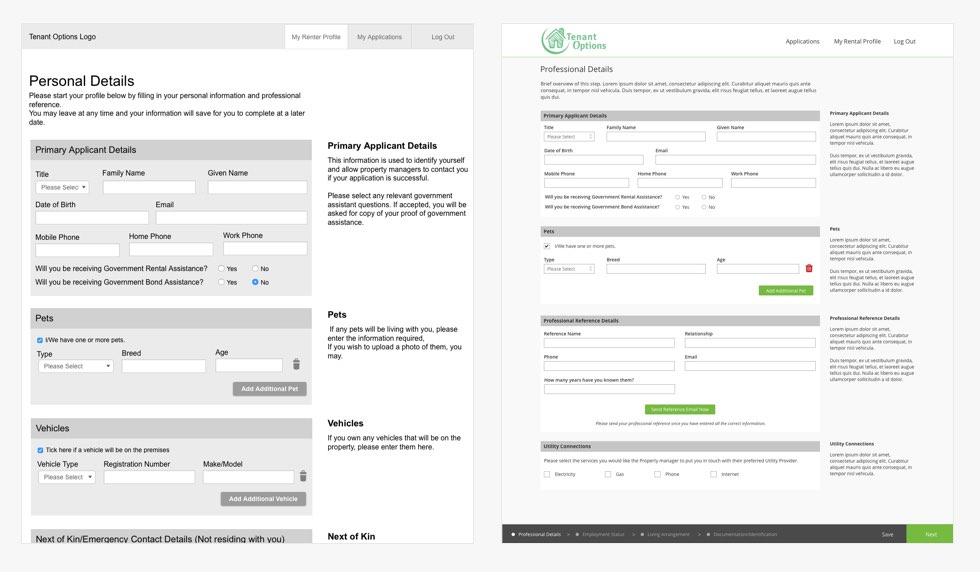 Tenant Options Logo
My Renter Profile
My Applications
Log Out
Personal Details
Please start your profile below by filling in your personal information and professional
reference.
You may leave at any time and your information will save for you to complete at a later
date.
Primary Applicant Details
Title
Family Name
Given Name
Please Selec
Date of Birth
Email
Mobile Phone
Home Phone
Work Phone
Will you be receiving Government Rental Assistance?
Yes
No
Will you be receiving Government Bond Assistance?
Yes
No
Primary Applicant Details
This information is used to identify yourself
and allow property managers to contact you
if your application is successful.
Please select any relevant government
assistant questions. If accepted, you will be
asked for copy of your proof of government
assistance.
Pets
I/We have one or more pets.
Type
Breed
Age
Please Select
Add Additional Pet
Pets
If any pets will be living with you, please
enter the information required,
If you wish to upload a photo of them, you
may.
Vehicles
Tick here if a vehicle will be on the premises
Vehicle Type
Registration Number
Make/Model
Please Select
Add Additional Vehicle
Vehicles
If you own any vehicles that will be on the
property, please enter them here.
Next of Kin/Emergency Contact Details (Not residing with you)
Next of Kin
Tenant
Options
Applications
My Rental Profile
Log Out
Professional Details
Brief overview of this step. Lorem ipsum dolor sit amet, consectetur adipiscing elit. Curabitur aliquet mauris quis ante interdum, sit amet
consequat, in tempor nisl vehicula. Duis tempor, ex ut vestibulum gravida, elit risus feugiat tellus, et laoreet augue tellus
quis dui.
Primary Applicant Details
Title
Family Name
Given Name
Please Select
Date of Birth
Email
Mobile Phone
Home Phone
Work Phone
Will you be receiving Government Rental Assistance?
Yes
No
Will you be receiving Government Bond Assistance?
Yes
No
Primary Applicant Details
Lorem ipsum dolor sit amet,
consectetur adipiscing elit. Curabitur
aliquet mauris quis ante in, in tempor
nisl vehicula.
Duis tempor, ex ut vestibulum gravida,
elit risus feugiat tellus, et laoreet augue
tellus quis dui. Nulla ac libero eu augue
ullamcorper sollicitudin a id dolor.
Pets
I/We have one or more pets.
Type
Breed
Age
Please Select
Add Additional Pet
Pets
Lorem ipsum dolor sit amet,
consectetur adipiscing elit. Curabitur
aliquet mauris quis ante in, in tempor
nisl vehicula.
Duis tempor, ex ut vestibulum gravida,
elit risus feugiat tellus, et laoreet augue
tellus quis dui. Nulla ac libero eu augue
ullamcorper sollicitudin a id dolor.
Professional Reference Details
Reference Name
Relationship
Phone
Email
How many years have you known them?
Send Reference Email Now
Please send your professional reference once you have entered all the correct information.
Professional Reference Details
Lorem ipsum dolor sit amet,
consectetur adipiscing elit. Curabitur
aliquet mauris quis ante in, in tempor
nisl vehicula.
Duis tempor, ex ut vestibulum gravida,
elit risus feugiat tellus, et laoreet augue
tellus quis dui. Nulla ac libero eu augue
ullamcorper sollicitudin a id dolor.
Utility Connections
Please select the services you would like the Property manager to put you in touch with their preferred Utility Provider.
Electricity
Gas
Phone
Internet
Utility Connections
Lorem ipsum dolor sit amet,
consectetur adipiscing elit. Curabitur
aliquet mauris quis ante in, in tempor
nisl vehicula.
Professional Details > Employment Status > Living Arrangement > Documentation/Identification
Save
Next